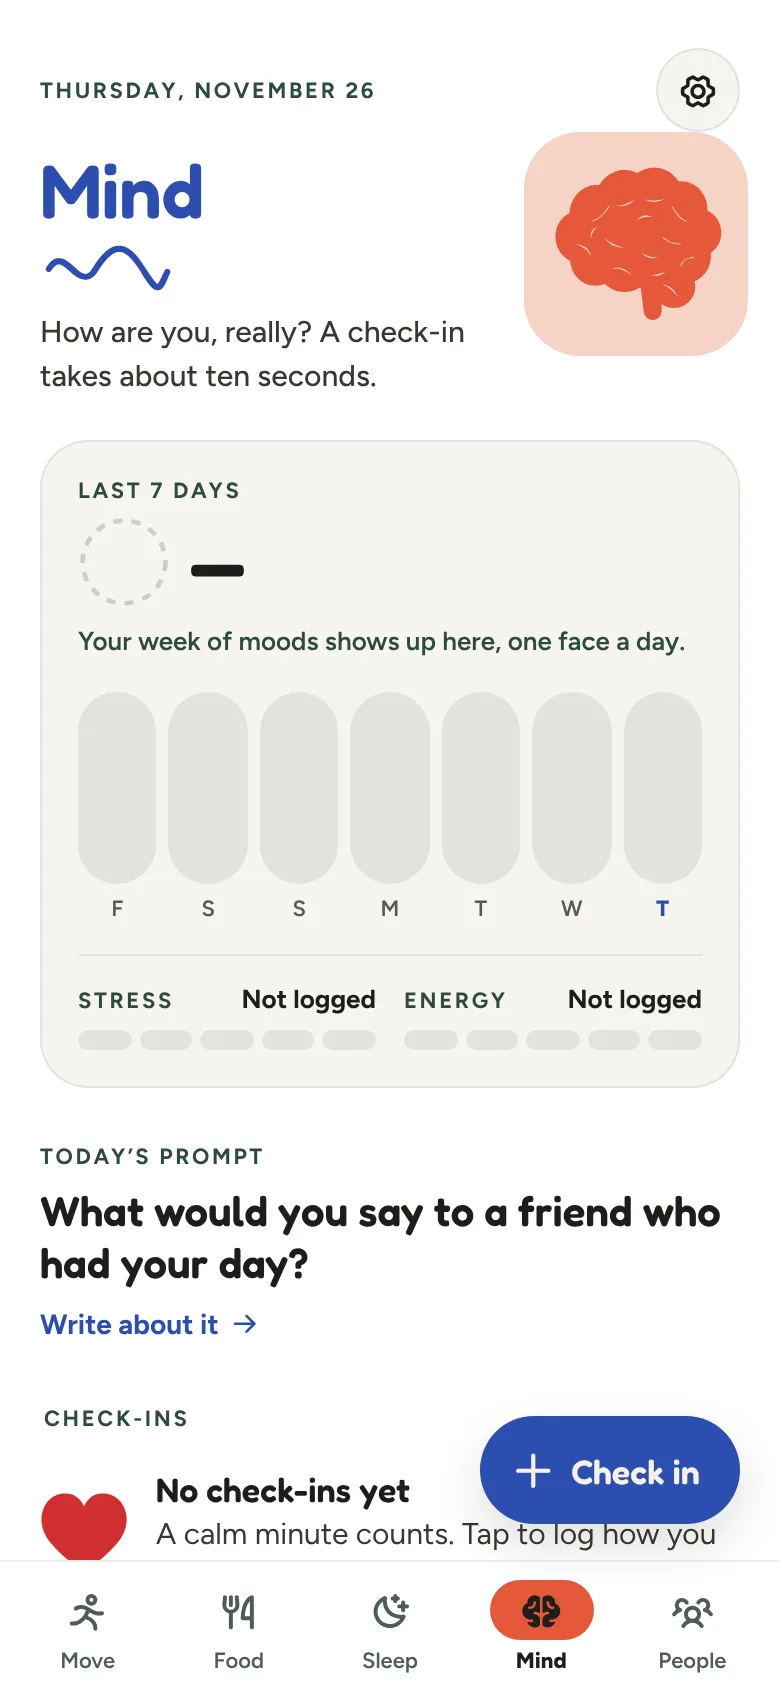 THURSDAY, NOVEMBER 26
Mind
How are you, really? A check-in
takes about ten seconds.
LAST 7 DAYS
–
Your week of moods shows up here, one face a day.
F S S M T W T
STRESS Not logged ENERGY Not logged
TODAY’S PROMPT
What would you say to a friend who
had your day?
Write about it →
CHECK-INS
No check-ins yet
A calm minute counts. Tap to log how you
+ Check in
Move Food Sleep Mind People